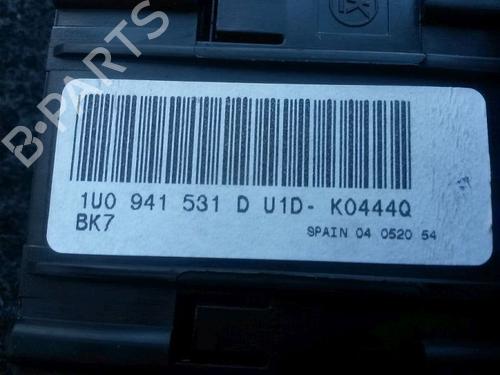 B-PARTS
1U0 941 531 D U1D- K0444Q
BK7
SPAIN 04 0520 54